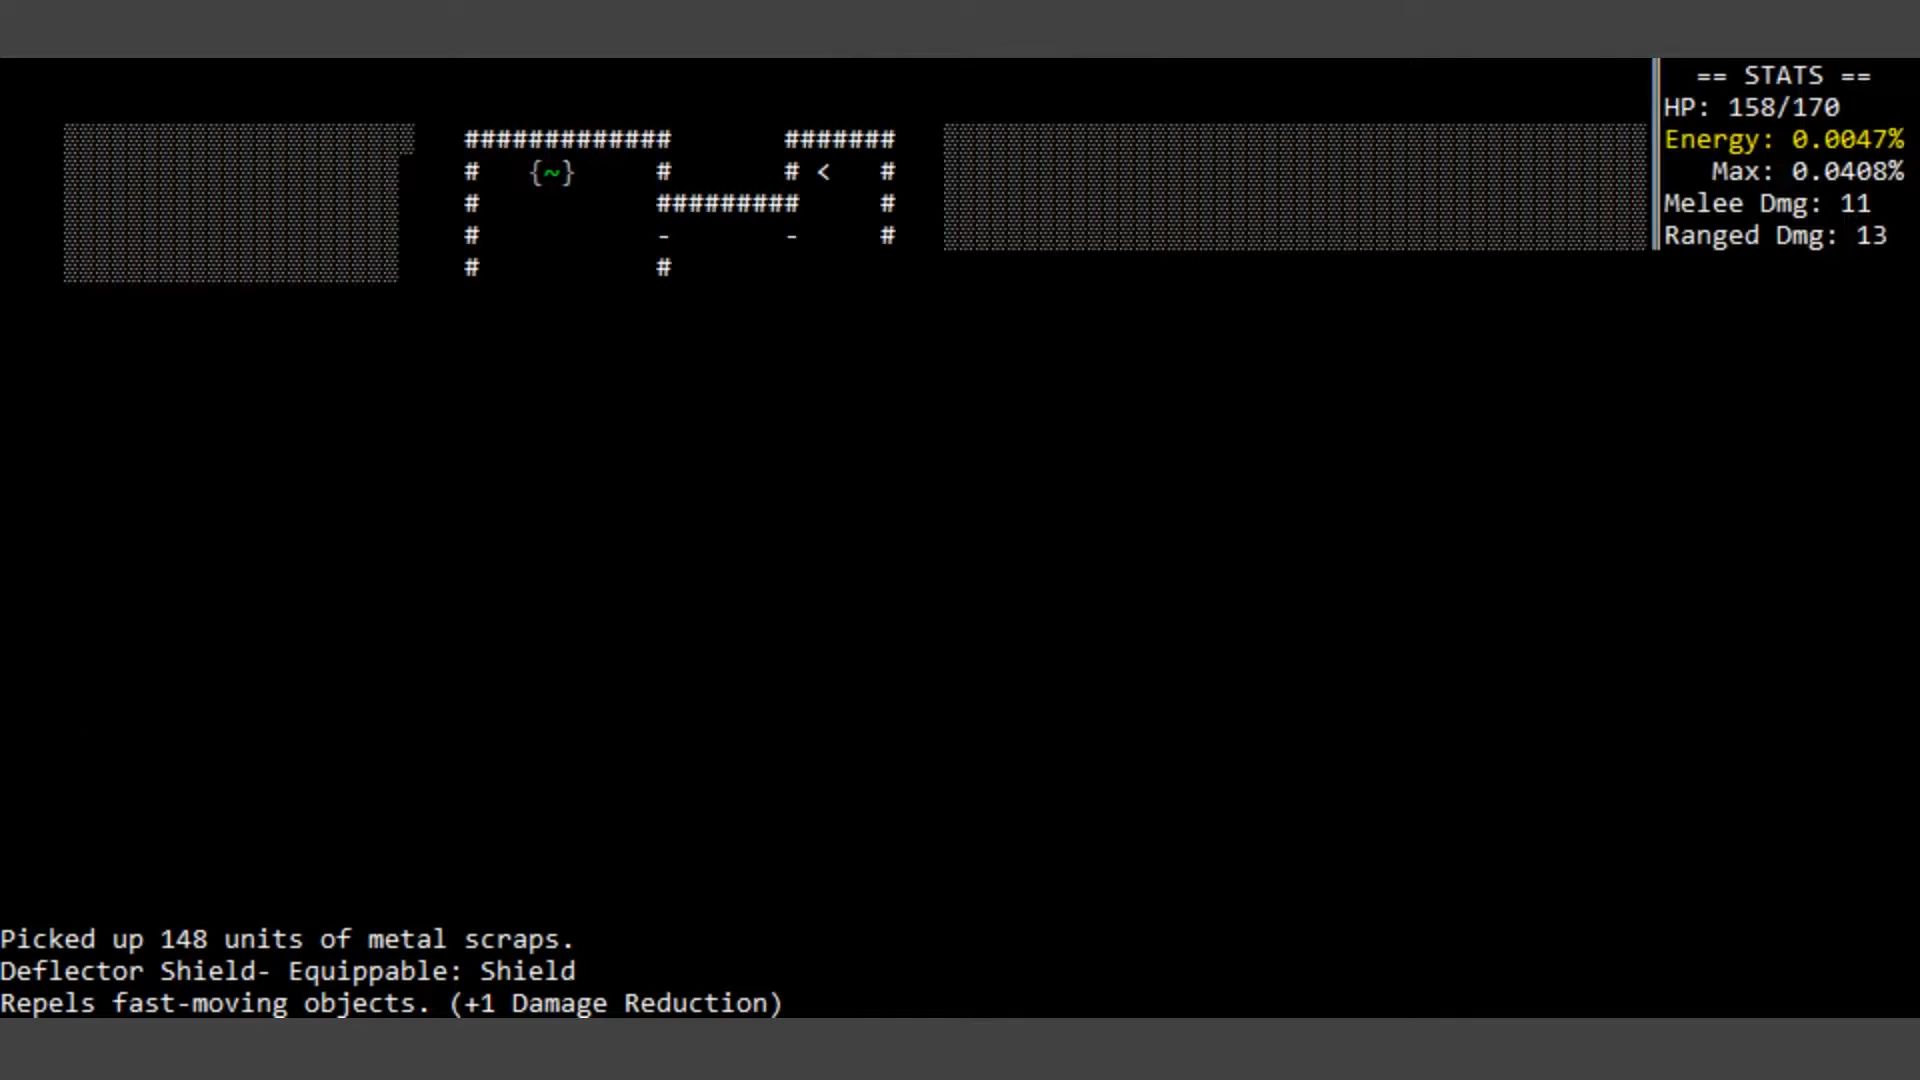 == STATS ==
HP: 158/170
############# ####### Energy: 0.0047%
# {~} # # < # Max: 0.0408%
# ######### # Melee Dmg: 11
# - - # Ranged Dmg: 13
# #
Picked up 148 units of metal scraps.
Deflector Shield- Equippable: Shield
Repels fast-moving objects. (+1 Damage Reduction)